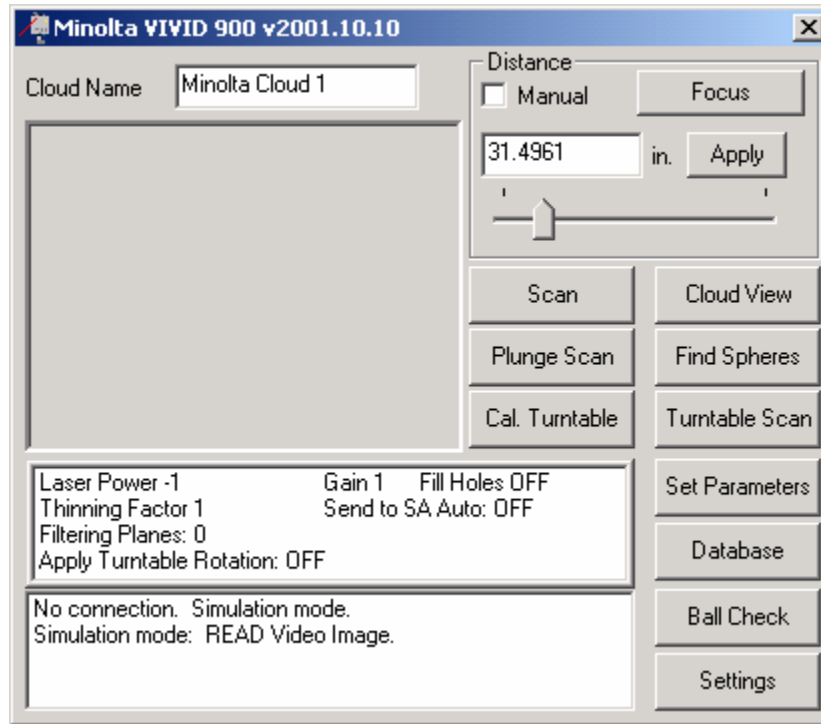 Minolta VIVID 900 v2001.10.10
Cloud Name
Minolta Cloud 1
Distance
Manual
Focus
31.4961
in.
Apply
Scan
Cloud View
Plunge Scan
Find Spheres
Cal. Turntable
Turntable Scan
Laser Power -1 Gain 1 Fill Holes OFF
Thinning Factor 1 Send to SA Auto: OFF
Filtering Planes: 0
Apply Turntable Rotation: OFF
Set Parameters
Database
No connection. Simulation mode.
Simulation mode: READ Video Image.
Ball Check
Settings